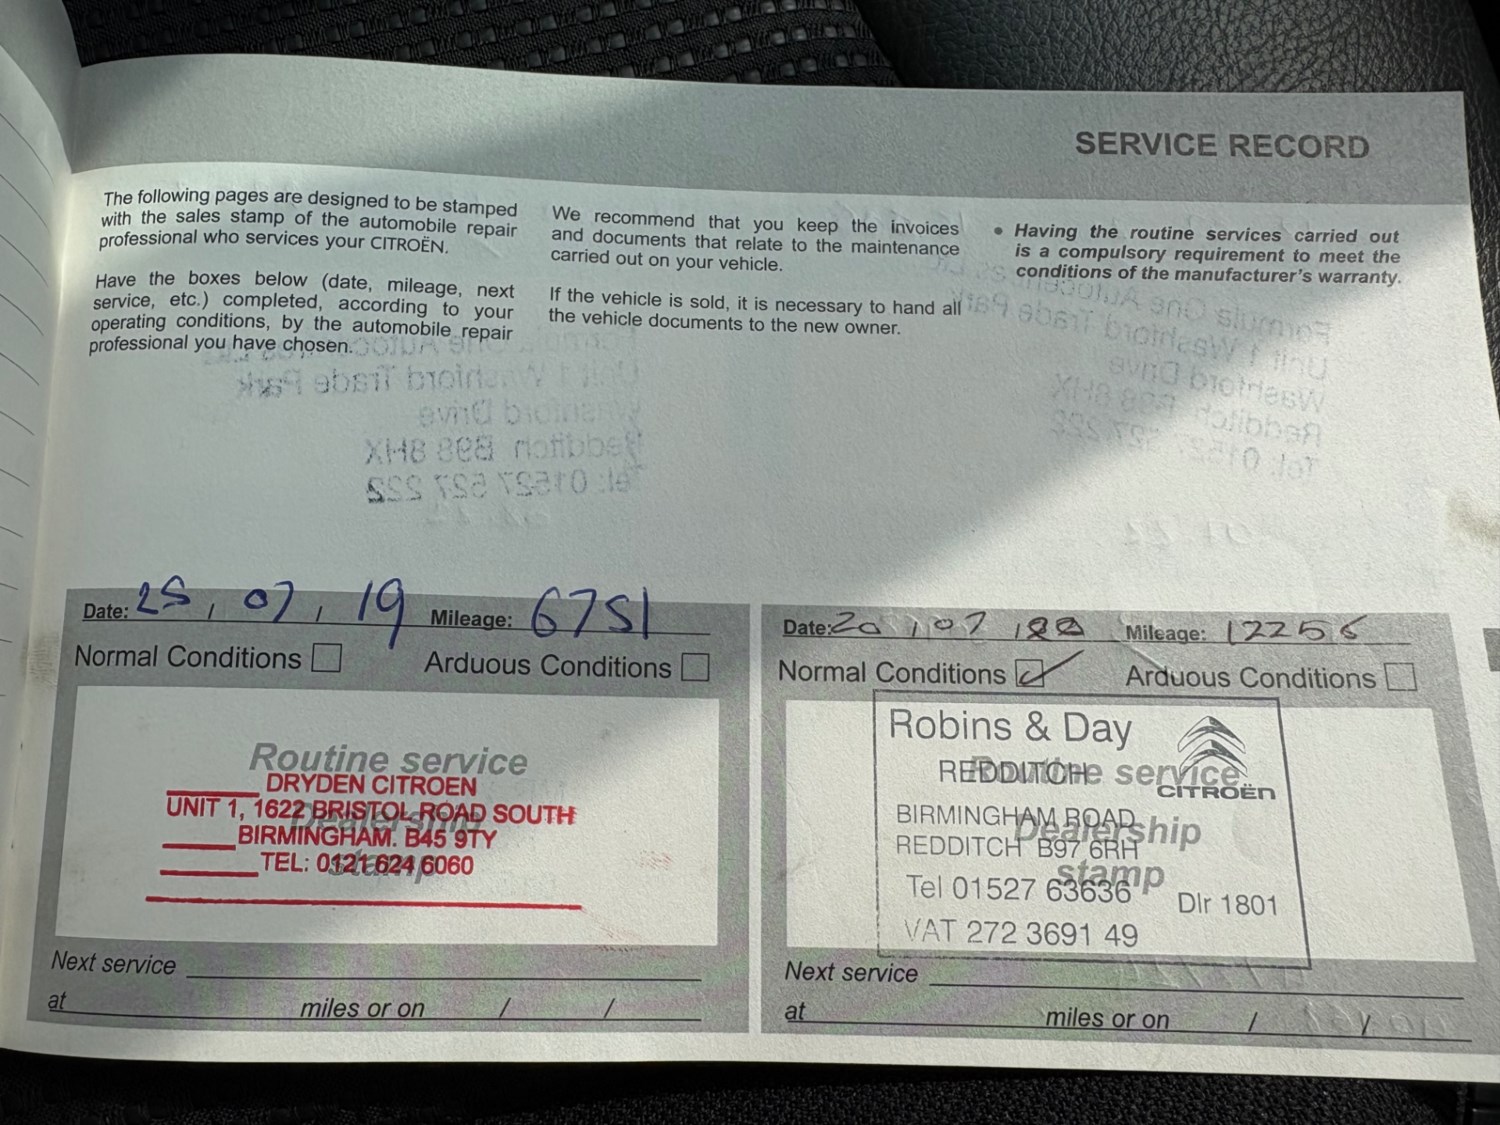 SERVICE RECORD
The following pages are designed to be stamped
with the sales stamp of the automobile repair
professional who services your CITROËN.
Have the boxes below (date, mileage, next
service, etc.) completed, according to your
operating conditions, by the automobile repair
professional you have chosen.
We recommend that you keep the invoices
and documents that relate to the maintenance
carried out on your vehicle.
If the vehicle is sold, it is necessary to hand all
the vehicle documents to the new owner.
• Having the routine services carried out
is a compulsory requirement to meet the
conditions of the manufacturer's warranty.
Date: 25 / 07 / 19 Mileage: 6751
Normal Conditions Arduous Conditions
Routine service
Dealership
stamp
DRYDEN CITROEN
UNIT 1, 1622 BRISTOL ROAD SOUTH
BIRMINGHAM. B45 9TY
TEL: 0121 624 6060
Next service
at miles or on / /
Date: 20 / 07 / Mileage: 12256
Normal Conditions Arduous Conditions
Routine service
Dealership
stamp
Robins & Day
REDDITCH
CITROËN
BIRMINGHAM ROAD
REDDITCH B97 6RH
Tel 01527 63636
Dlr 1801
VAT 272 3691 49
Next service
at miles or on / /